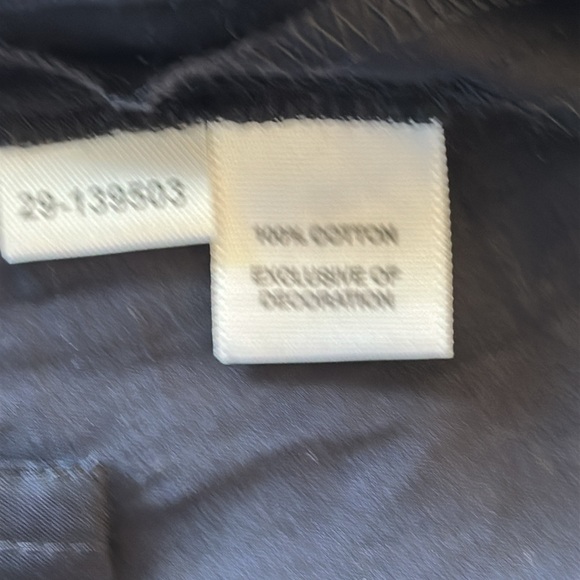 29-139503
100% COTTON
EXCLUSIVE OF
DECORATION